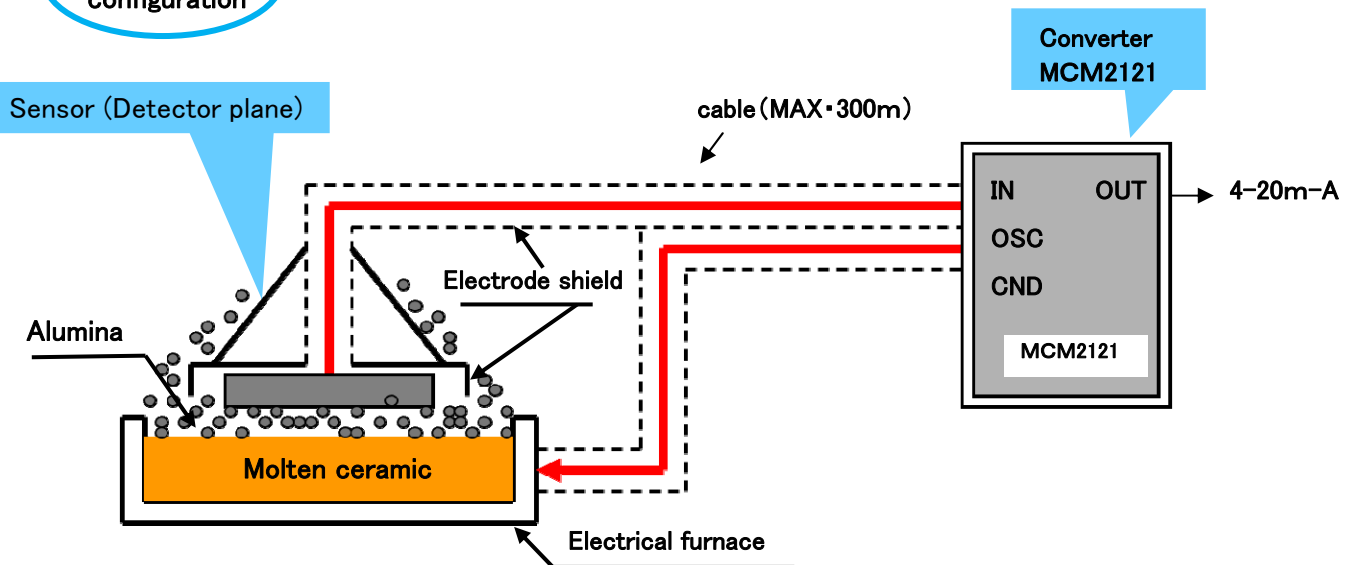 configuration
Converter
MCM2121
Sensor (Detector plane)
cable(MAX・300m)
IN OUT
4-20m-A
OSC
Electrode shield
CND
Alumina
MCM2121
Molten ceramic
Electrical furnace